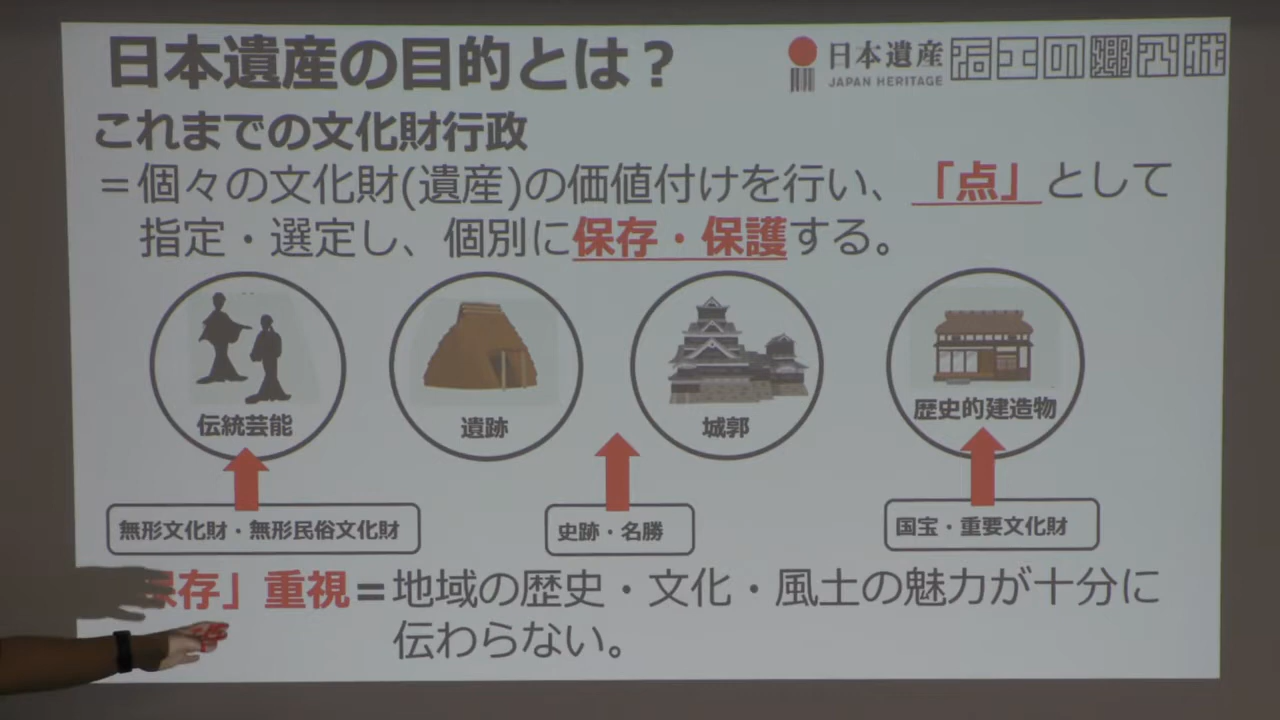 日本遺産の目的とは？
日本遺産
JAPAN HERITAGE
これまでの文化財行政
＝個々の文化財(遺産)の価値付けを行い、「点」として
指定・選定し、個別に保存・保護する。
伝統芸能
遺跡
城郭
歴史的建造物
無形文化財・無形民俗文化財
史跡・名勝
国宝・重要文化財
存」重視＝地域の歴史・文化・風土の魅力が十分に
伝わらない。